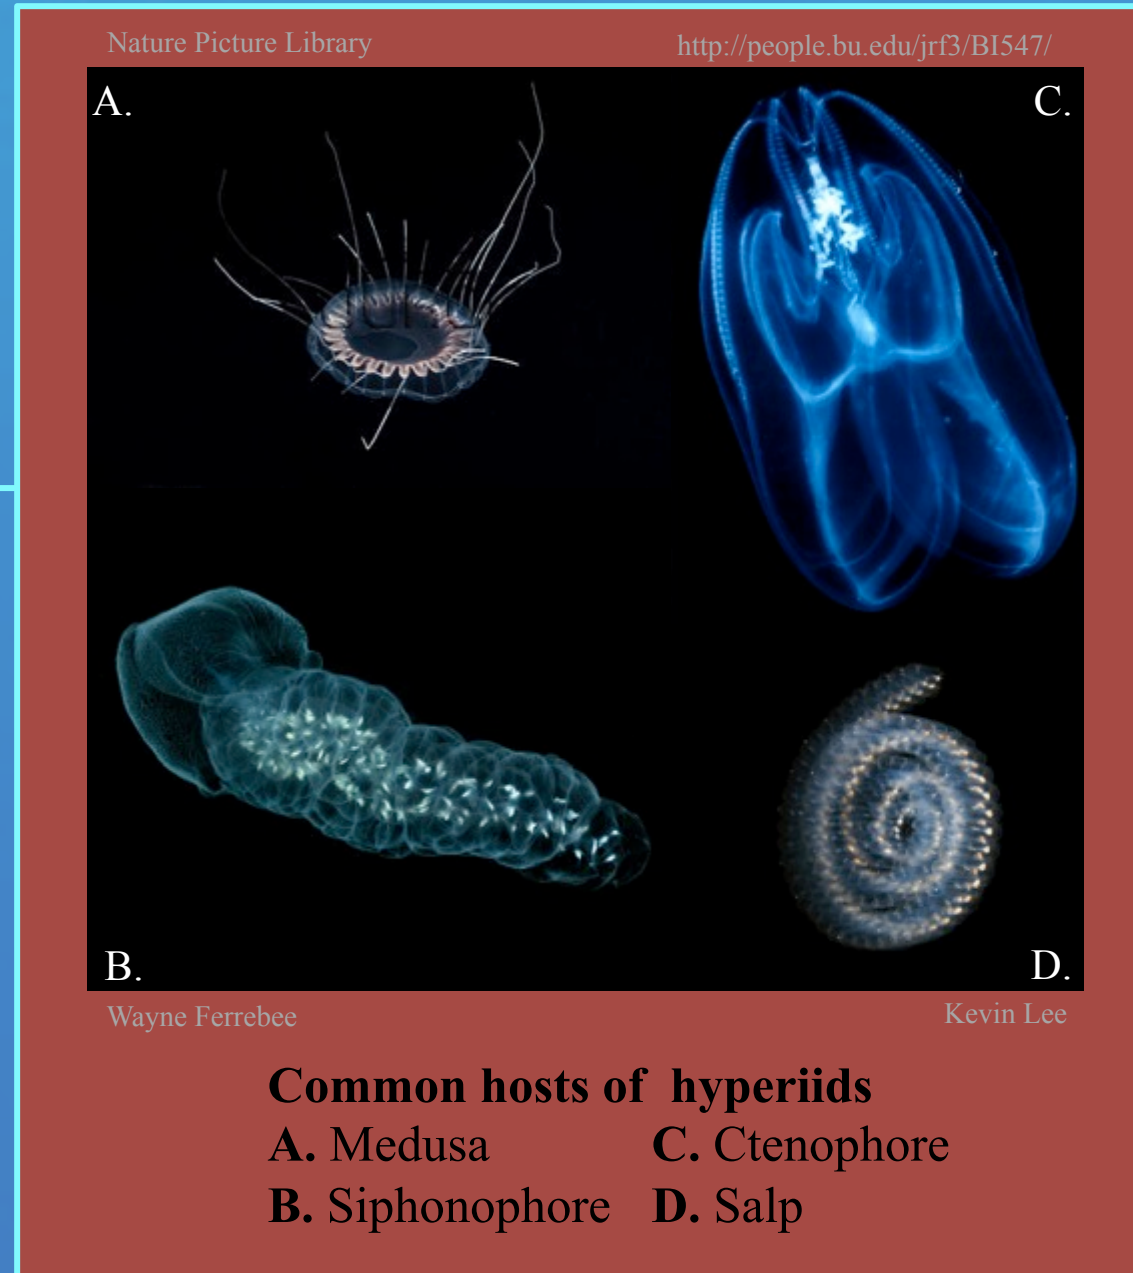 Nature Picture Library
http://people.bu.edu/jrf3/BI547/
A.
C.
B.
D.
Wayne Ferrebee
Kevin Lee
Common hosts of hyperiids
A. Medusa C. Ctenophore
B. Siphonophore D. Salp